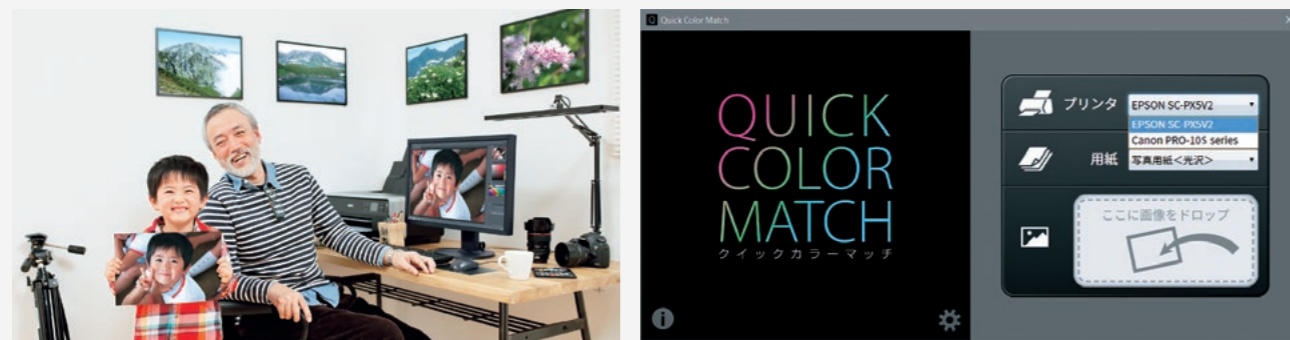 Quick Color Match
QUICK
COLOR
MATCH
クイックカラーマッチ
プリンタ
EPSON SC-PX5V2
EPSON SC-PX5V2
Canon PRO-10S series
用紙
写真用紙<光沢>
ここに画像をドロップ